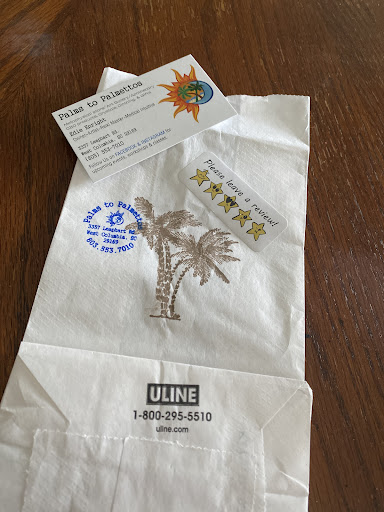 Palms to Palmettos
Edie Enright
3357 Leaphart Rd.
West Columbia, SC 29169
(803) 553-7010
Follow us on FACEBOOK & INSTAGRAM for
upcoming events, workshops & classes
Please leave a review!
Palms to Palmettos
3357 Leaphart Rd
West Columbia, SC
29169
803.553.7010
ULINE
1-800-295-5510
uline.com